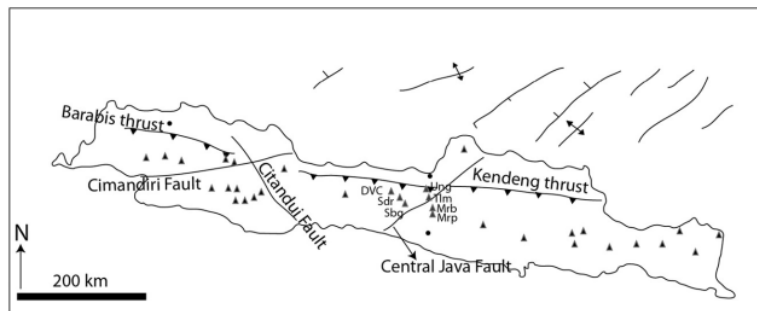 Barabis thrust
Cimandiri Fault
Citandui Fault
DVC
Sdr
Sbg
Ung
Tlm
Mrb
Mrp
Kendeng thrust
Central Java Fault
N
200 km